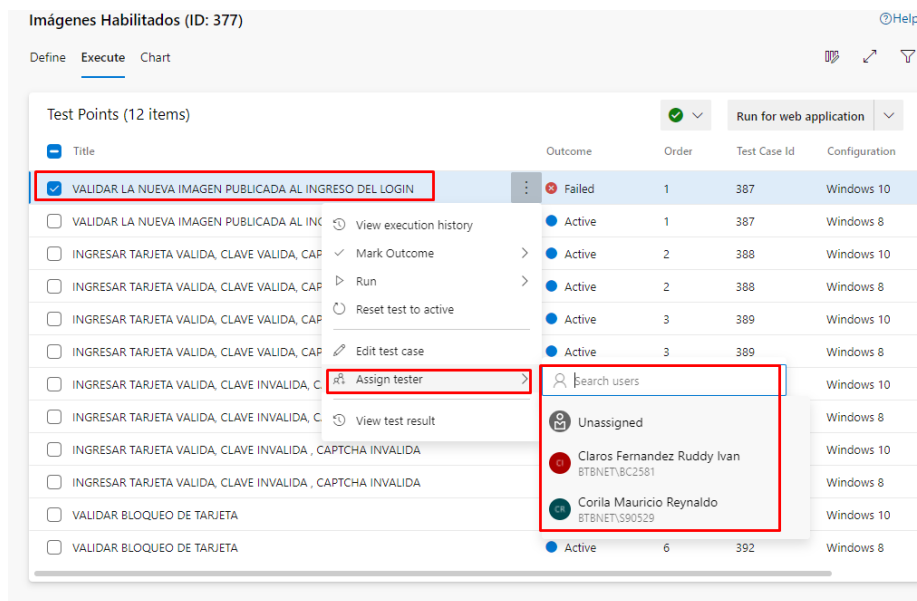 Imágenes Habilitados (ID: 377)
Help
Define Execute Chart
Test Points (12 items)
Run for web application
Title Outcome Order Test Case Id Configuration
VALIDAR LA NUEVA IMAGEN PUBLICADA AL INGRESO DEL LOGIN Failed 1 387 Windows 10
VALIDAR LA NUEVA IMAGEN PUBLICADA AL INC Active 1 387 Windows 8
View execution history
INGRESAR TARJETA VALIDA, CLAVE VALIDA, CAP Active 2 388 Windows 10
Mark Outcome
INGRESAR TARJETA VALIDA, CLAVE VALIDA, CAP Active 2 388 Windows 8
Run
INGRESAR TARJETA VALIDA, CLAVE VALIDA, CAP Active 3 389 Windows 10
Reset test to active
INGRESAR TARJETA VALIDA, CLAVE VALIDA, CAP Active 3 389 Windows 8
Edit test case
INGRESAR TARJETA VALIDA, CLAVE INVALIDA, C Windows 10
Assign tester
Search users
INGRESAR TARJETA VALIDA, CLAVE INVALIDA, C Windows 8
View test result
Unassigned
INGRESAR TARJETA VALIDA, CLAVE INVALIDA , CAPTCHA INVALIDA Windows 10
CI
Claros Fernandez Ruddy Ivan
BTBNET\BC2581
INGRESAR TARJETA VALIDA, CLAVE INVALIDA , CAPTCHA INVALIDA Windows 8
CR
Corila Mauricio Reynaldo
BTBNET\S90529
VALIDAR BLOQUEO DE TARJETA Windows 10
VALIDAR BLOQUEO DE TARJETA Active 6 392 Windows 8